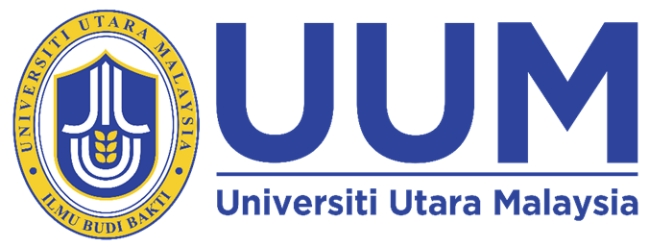 UNIVERSITI UTARA MALAYSIA
• ILMU BUDI BAKTI •
UUM
Universiti Utara Malaysia